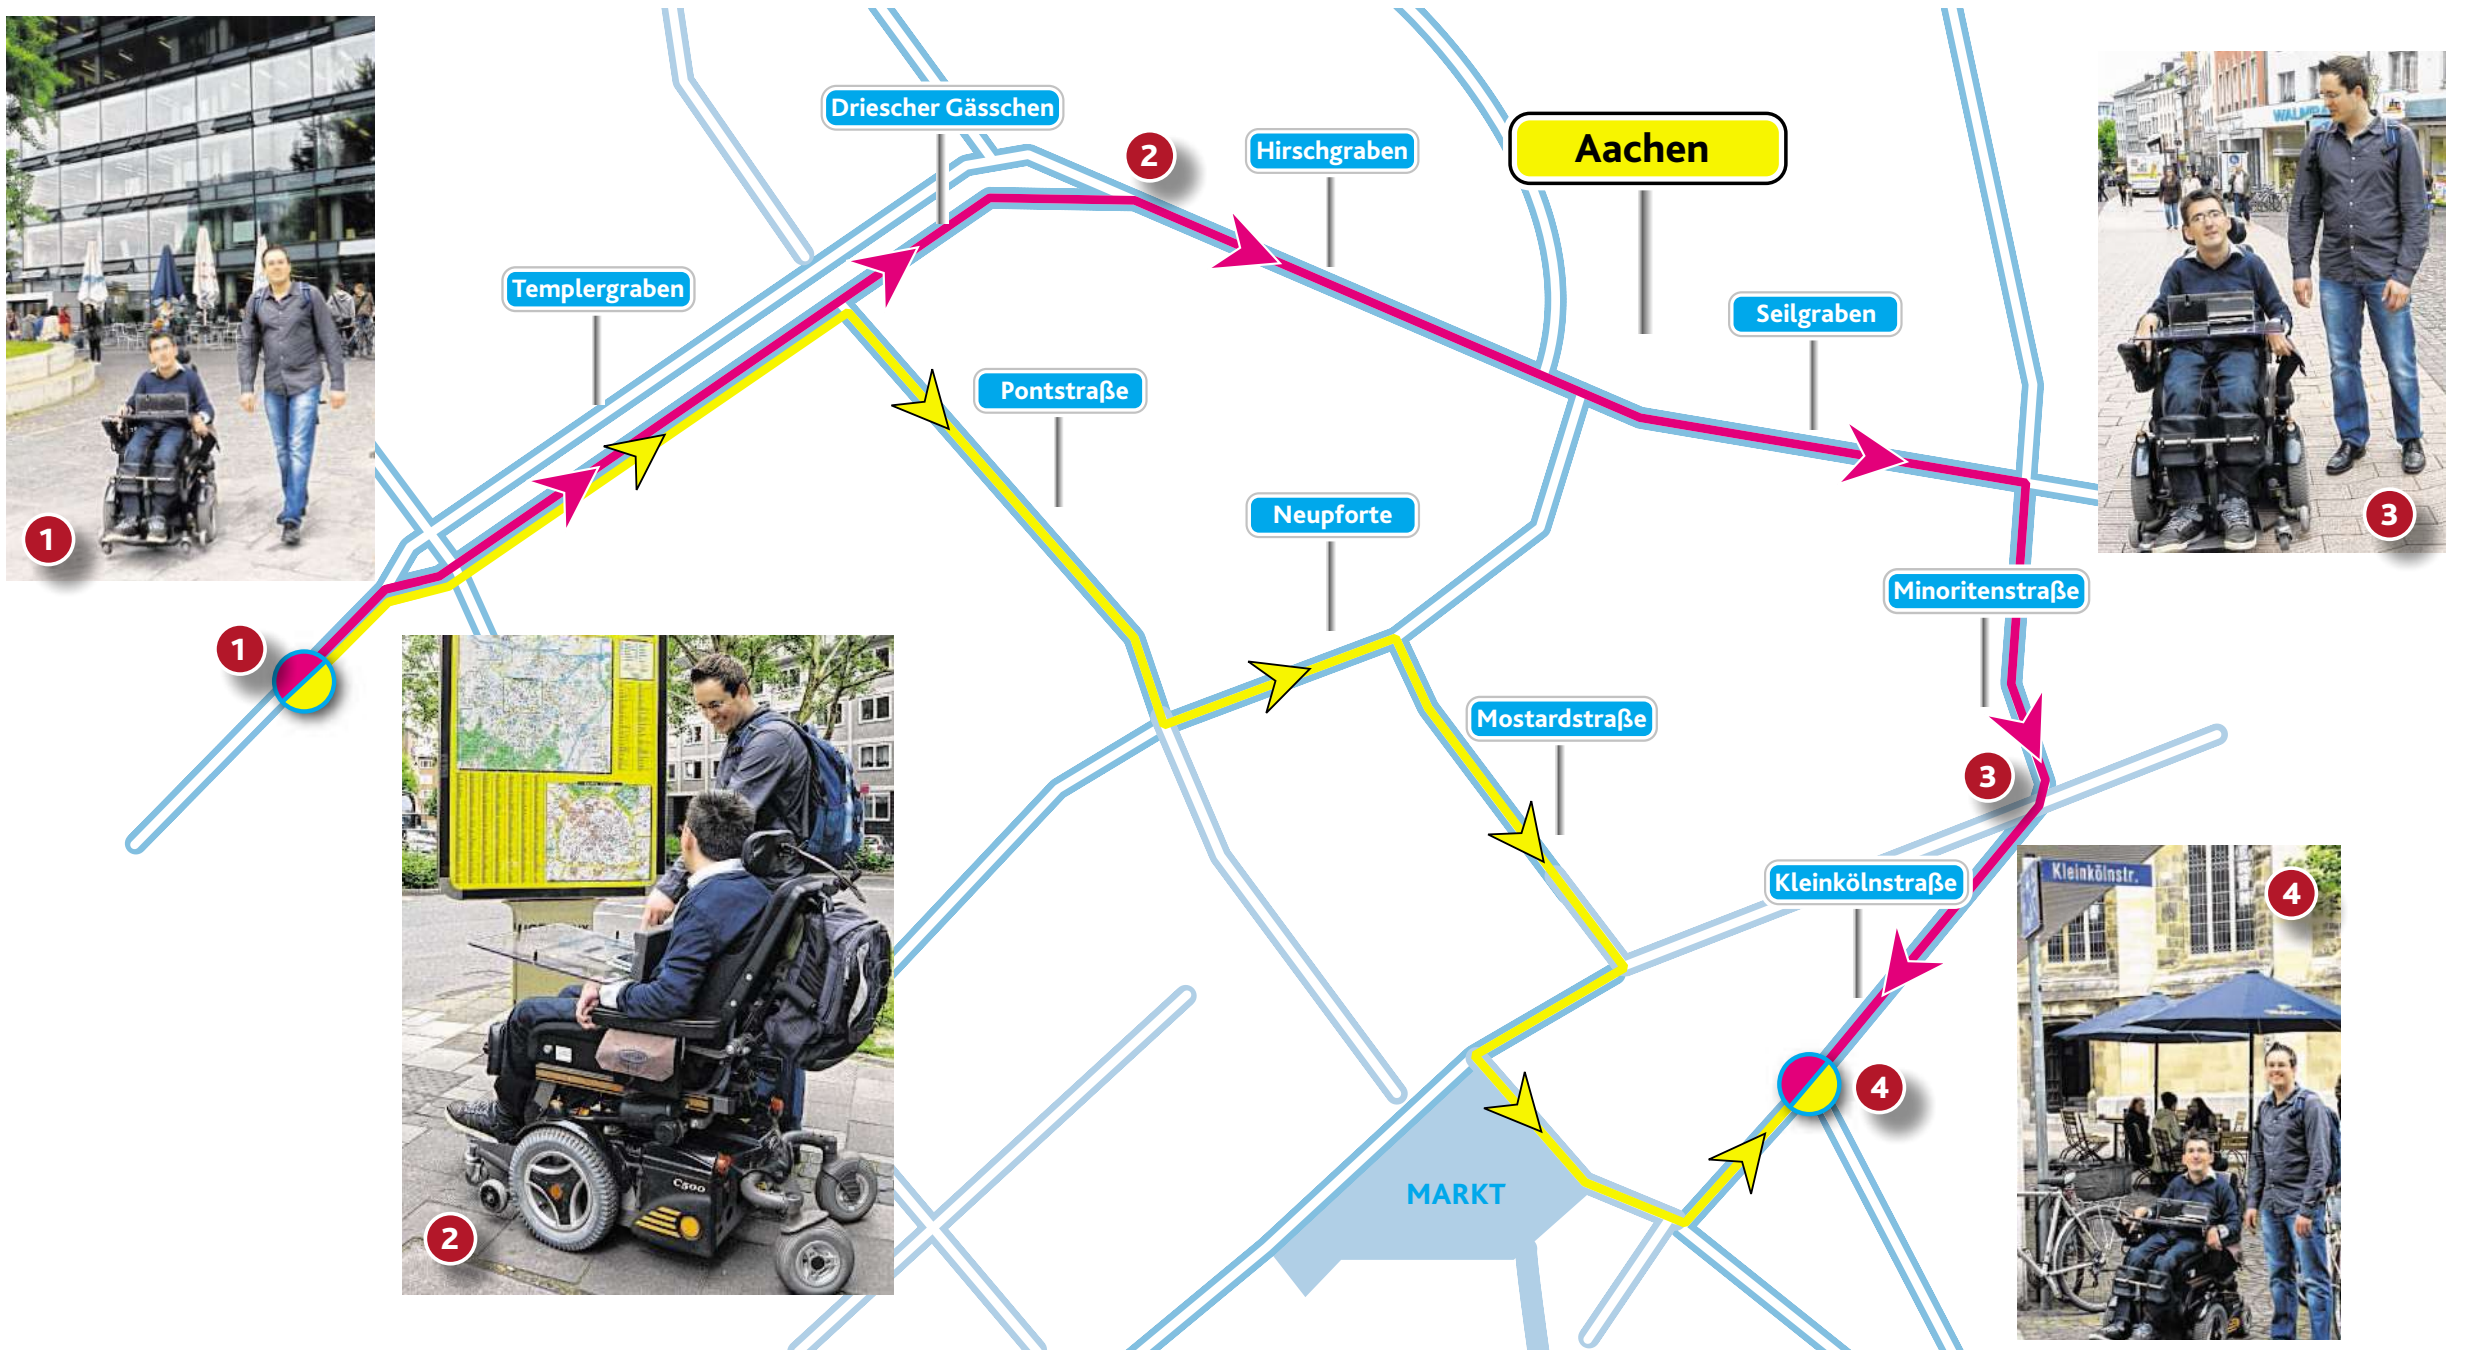 Driescher Gässchen
2
Hirschgraben
Aachen
Templergraben
Seilgraben
Pontstraße
Neupforte
1
3
Minoritenstraße
1
Mostardstraße
3
Kleinkölnstraße
Kleinkölnstr.
4
4
MARKT
C500
2